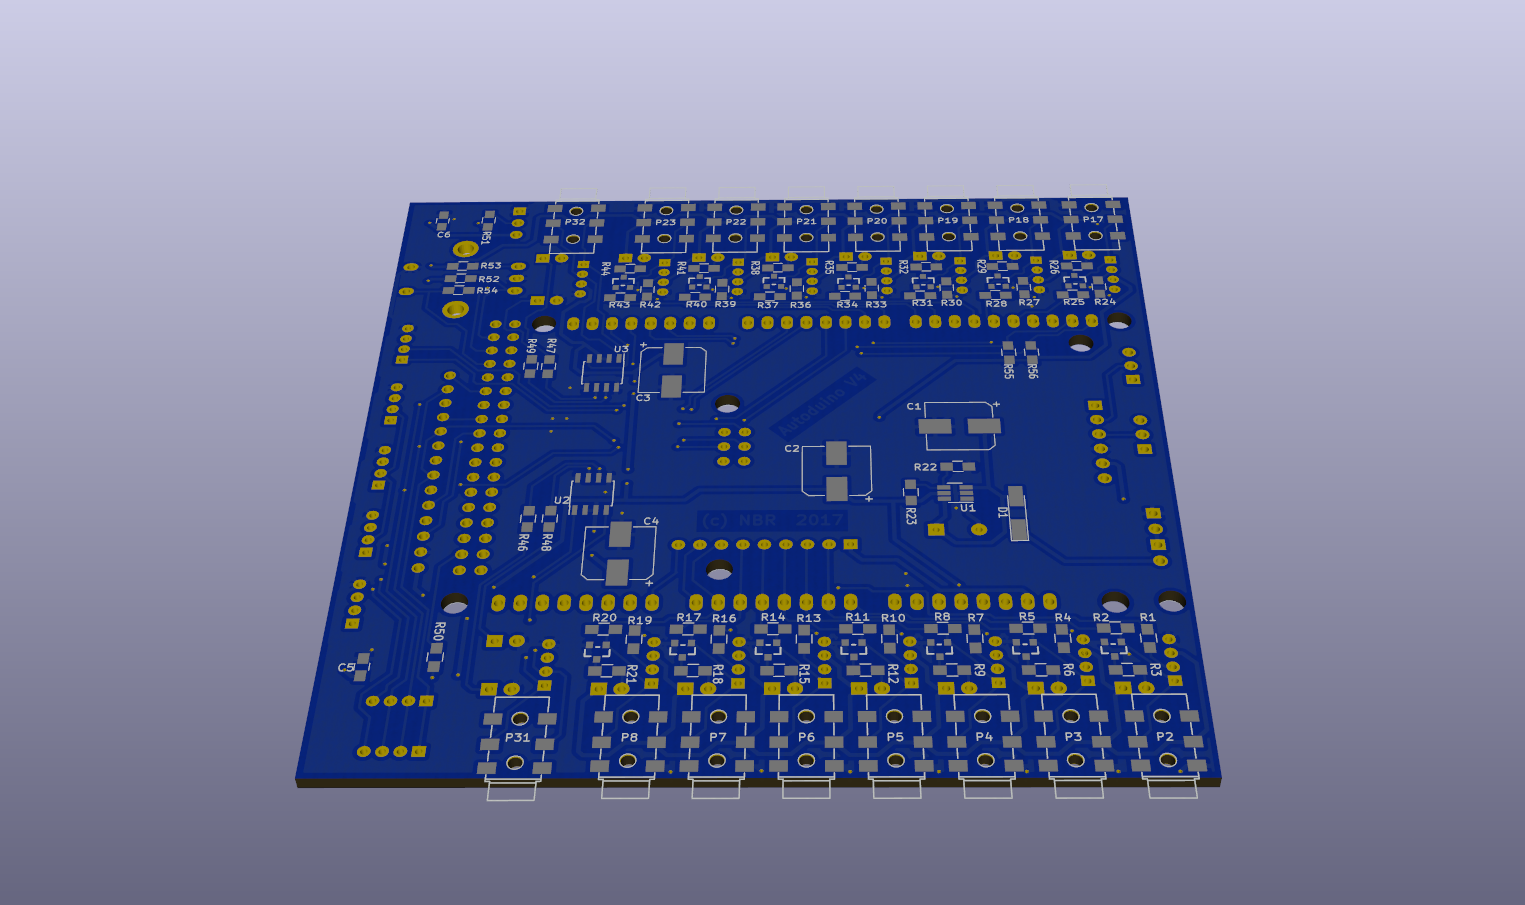 P32 P23 P22 P21 P20 P19 P18 P17
C6 R51
R53
R52
R54
R44 R41 R38 R35 R32 R29 R26
R43 R42 R40 R39 R37 R36 R34 R33 R31 R30 R28 R27 R25 R24
R49 R47 U3 + C3
R55 R56
Autoduino V4
C1 +
C2 +
R22
R23 U1 D1
U2
R46 R48
C4 +
(c) NBR 2017
R20 R19 R17 R16 R14 R13 R11 R10 R8 R7 R5 R4 R2 R1
R50
C5
R21 R18 R15 R12 R9 R6 R3
P31 P8 P7 P6 P5 P4 P3 P2